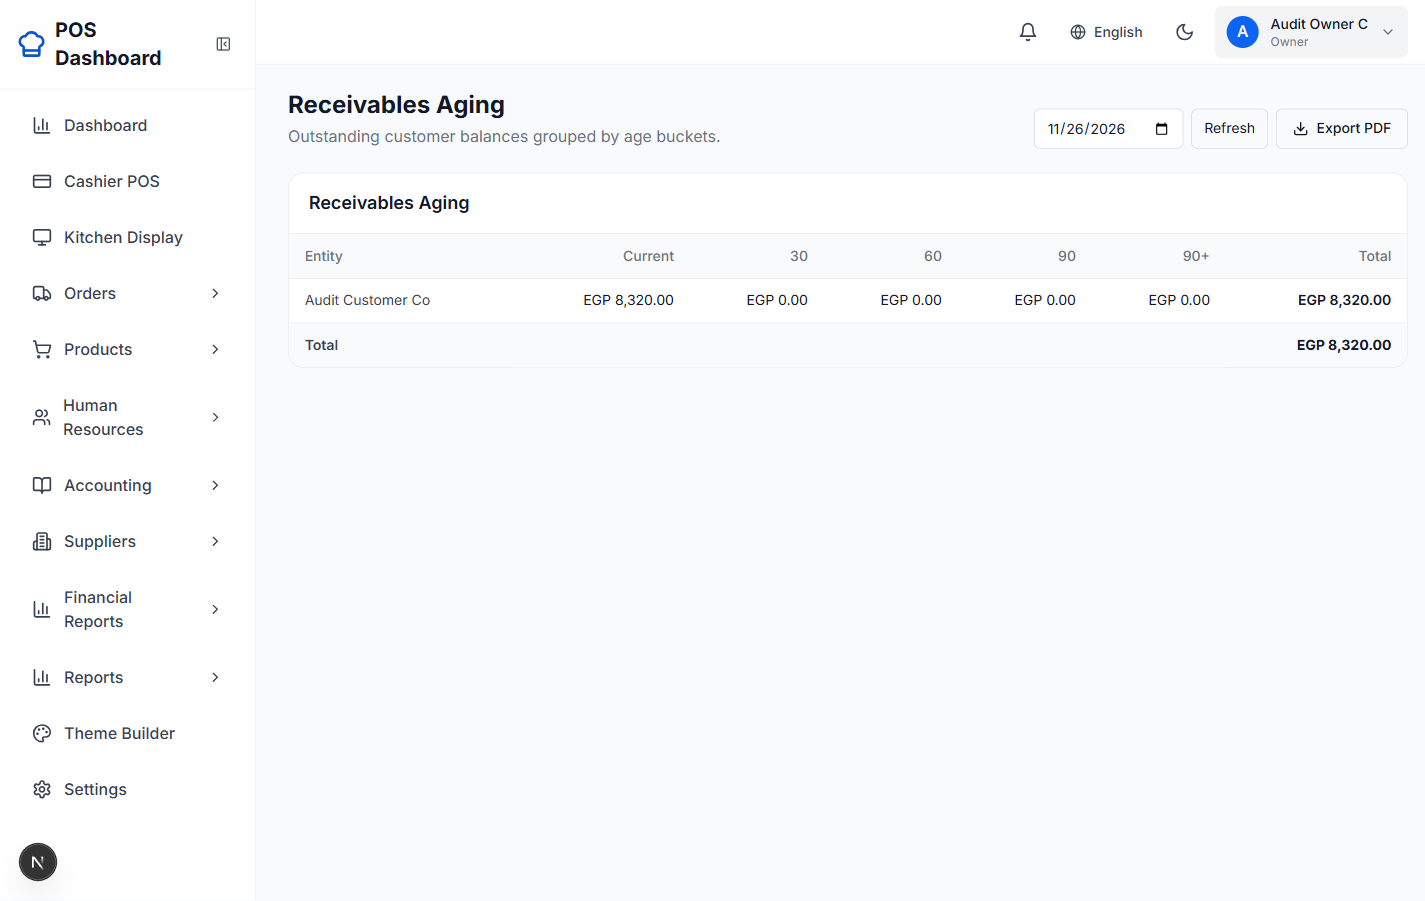 POS
Dashboard
English
A
Audit Owner C
Owner
Dashboard
Cashier POS
Kitchen Display
Orders
Products
Human
Resources
Accounting
Suppliers
Financial
Reports
Reports
Theme Builder
Settings
N
Receivables Aging
Outstanding customer balances grouped by age buckets.
11/26/2026
Refresh
Export PDF
Receivables Aging
Entity Current 30 60 90 90+ Total
Audit Customer Co EGP 8,320.00 EGP 0.00 EGP 0.00 EGP 0.00 EGP 0.00 EGP 8,320.00
Total EGP 8,320.00